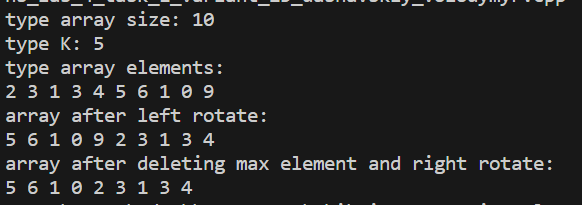 type array size: 10
type K: 5
type array elements:
2 3 1 3 4 5 6 1 0 9
array after left rotate:
5 6 1 0 9 2 3 1 3 4
array after deleting max element and right rotate:
5 6 1 0 2 3 1 3 4